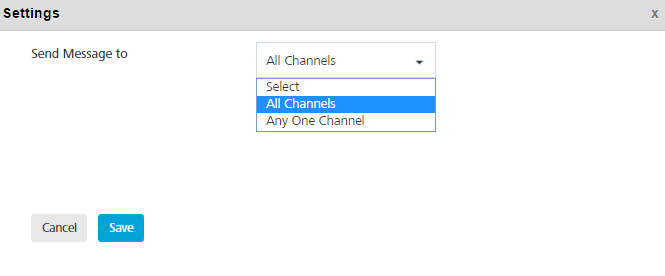 Settings x
Send Message to All Channels
Select
All Channels
Any One Channel
Cancel Save